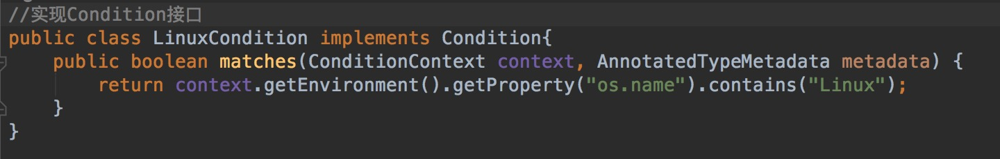 //实现Condition接口
public class LinuxCondition implements Condition{
    public boolean matches(ConditionContext context, AnnotatedTypeMetadata metadata) {
        return context.getEnvironment().getProperty("os.name").contains("Linux");
    }
}